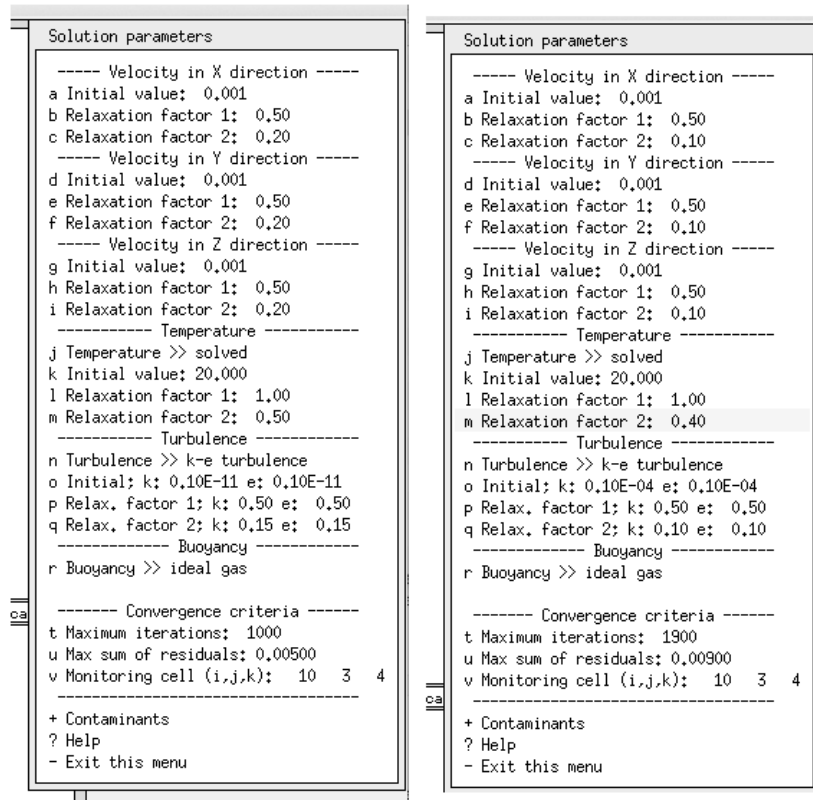 Solution parameters
----- Velocity in X direction -----
a Initial value:  0.001
b Relaxation factor 1:  0.50
c Relaxation factor 2:  0.20
----- Velocity in Y direction -----
d Initial value:  0.001
e Relaxation factor 1:  0.50
f Relaxation factor 2:  0.20
----- Velocity in Z direction -----
g Initial value:  0.001
h Relaxation factor 1:  0.50
i Relaxation factor 2:  0.20
----------- Temperature -----------
j Temperature >> solved
k Initial value: 20.000
l Relaxation factor 1:  1.00
m Relaxation factor 2:  0.50
----------- Turbulence ------------
n Turbulence >> k-e turbulence
o Initial; k: 0.10E-11 e: 0.10E-11
p Relax. factor 1; k: 0.50 e:  0.50
q Relax. factor 2; k: 0.15 e:  0.15
------------- Buoyancy ------------
r Buoyancy >> ideal gas
------- Convergence criteria ------
t Maximum iterations:  1000
u Max sum of residuals: 0.00500
v Monitoring cell (i,j,k):   10   3   4
-----------------------------------
+ Contaminants
? Help
- Exit this menu
ca
Solution parameters
----- Velocity in X direction -----
a Initial value:  0.001
b Relaxation factor 1:  0.50
c Relaxation factor 2:  0.10
----- Velocity in Y direction -----
d Initial value:  0.001
e Relaxation factor 1:  0.50
f Relaxation factor 2:  0.10
----- Velocity in Z direction -----
g Initial value:  0.001
h Relaxation factor 1:  0.50
i Relaxation factor 2:  0.10
----------- Temperature -----------
j Temperature >> solved
k Initial value: 20.000
l Relaxation factor 1:  1.00
m Relaxation factor 2:  0.40
----------- Turbulence ------------
n Turbulence >> k-e turbulence
o Initial; k: 0.10E-04 e: 0.10E-04
p Relax. factor 1; k: 0.50 e:  0.50
q Relax. factor 2; k: 0.10 e:  0.10
------------- Buoyancy ------------
r Buoyancy >> ideal gas
------- Convergence criteria ------
t Maximum iterations:  1900
u Max sum of residuals: 0.00900
v Monitoring cell (i,j,k):   10   3   4
-----------------------------------
+ Contaminants
? Help
- Exit this menu
ca